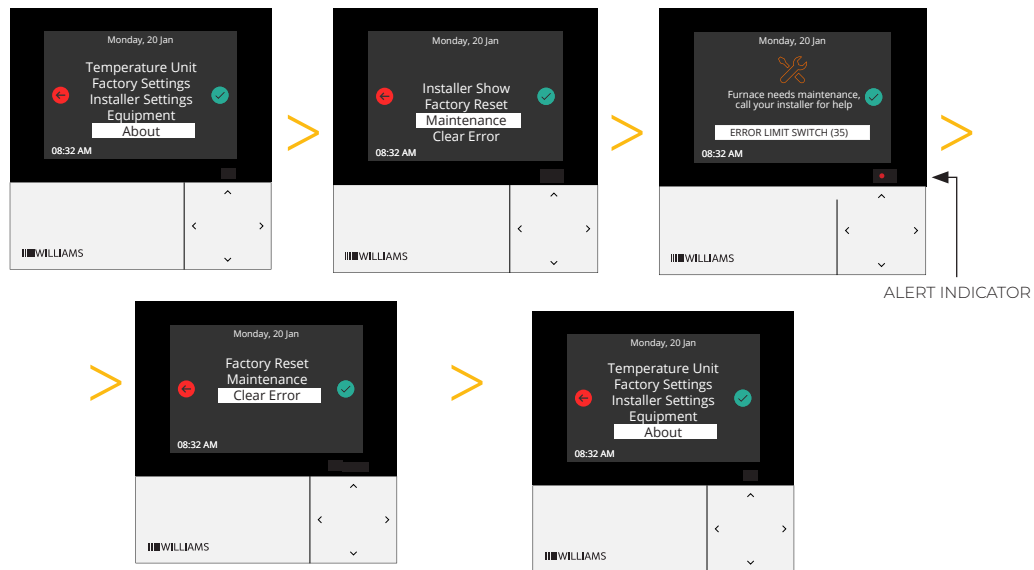 Monday, 20 Jan
Temperature Unit
Factory Settings
Installer Settings
Equipment
About
08:32 AM
WILLIAMS
Monday, 20 Jan
Installer Show
Factory Reset
Maintenance
Clear Error
08:32 AM
WILLIAMS
Monday, 20 Jan
Furnace needs maintenance,
call your installer for help
ERROR LIMIT SWITCH (35)
08:32 AM
WILLIAMS
ALERT INDICATOR
Monday, 20 Jan
Factory Reset
Maintenance
Clear Error
08:32 AM
WILLIAMS
Monday, 20 Jan
Temperature Unit
Factory Settings
Installer Settings
Equipment
About
08:32 AM
WILLIAMS